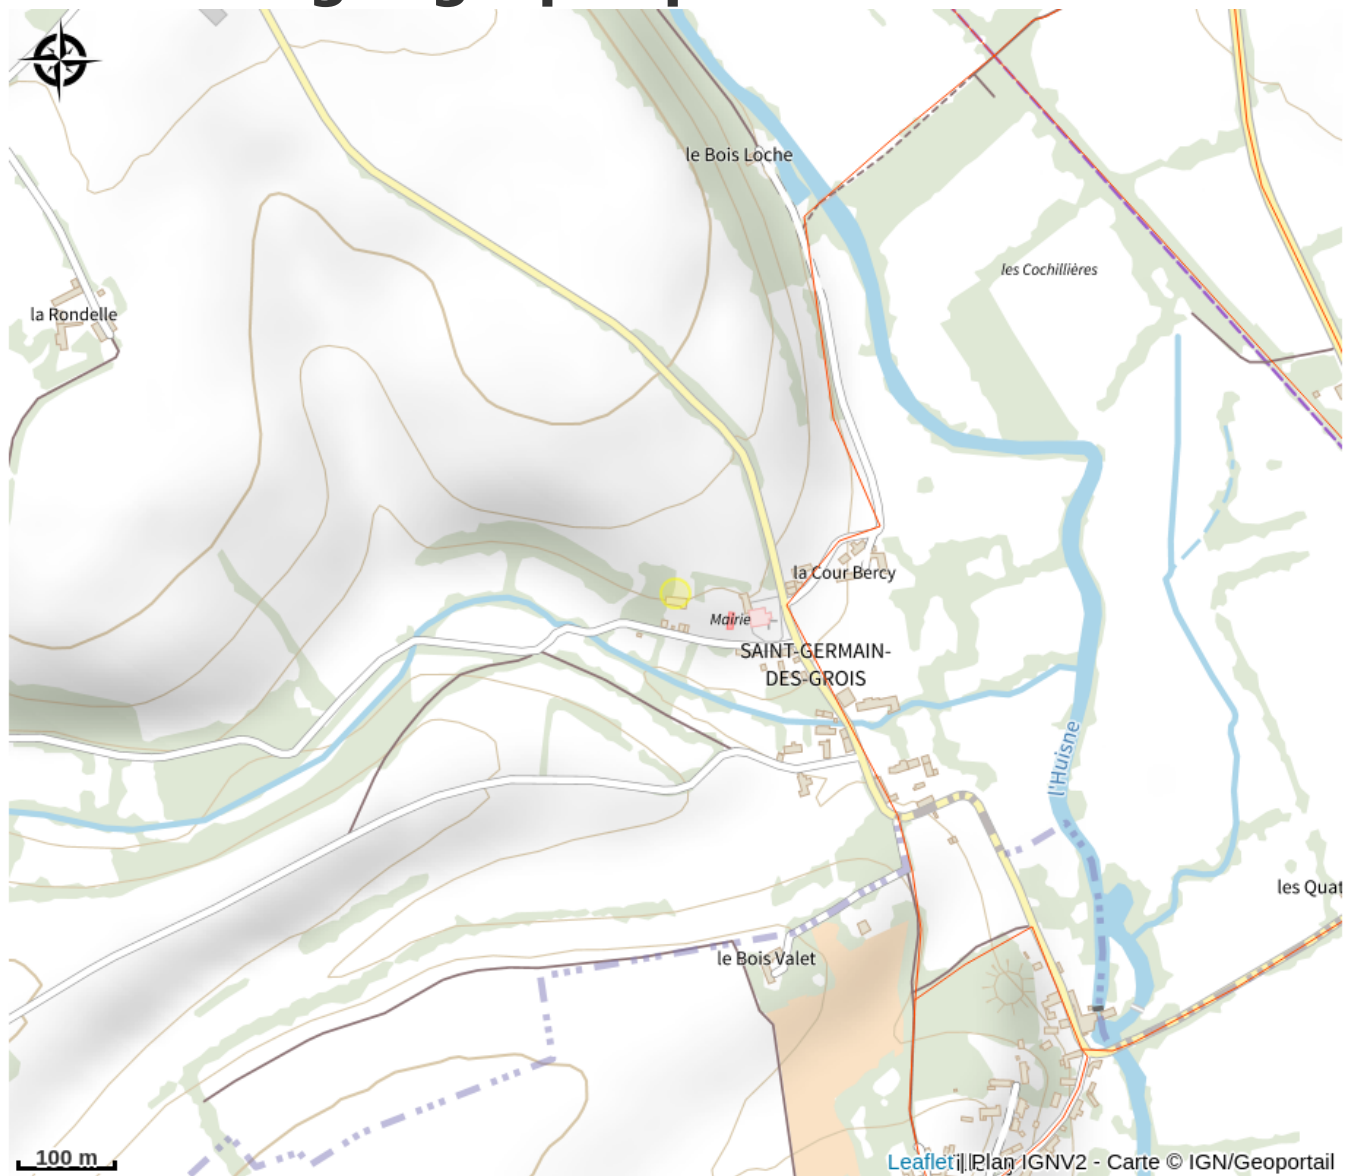 le Bois Loche
les Cochillières
la Rondelle
la Cour Bercy
Mairie
SAINT-GERMAIN-
DES-GROIS
l'Huisne
les Quat
le Bois Valet
100 m
Leaflet | Plan IGNV2 - Carte © IGN/Geoportail